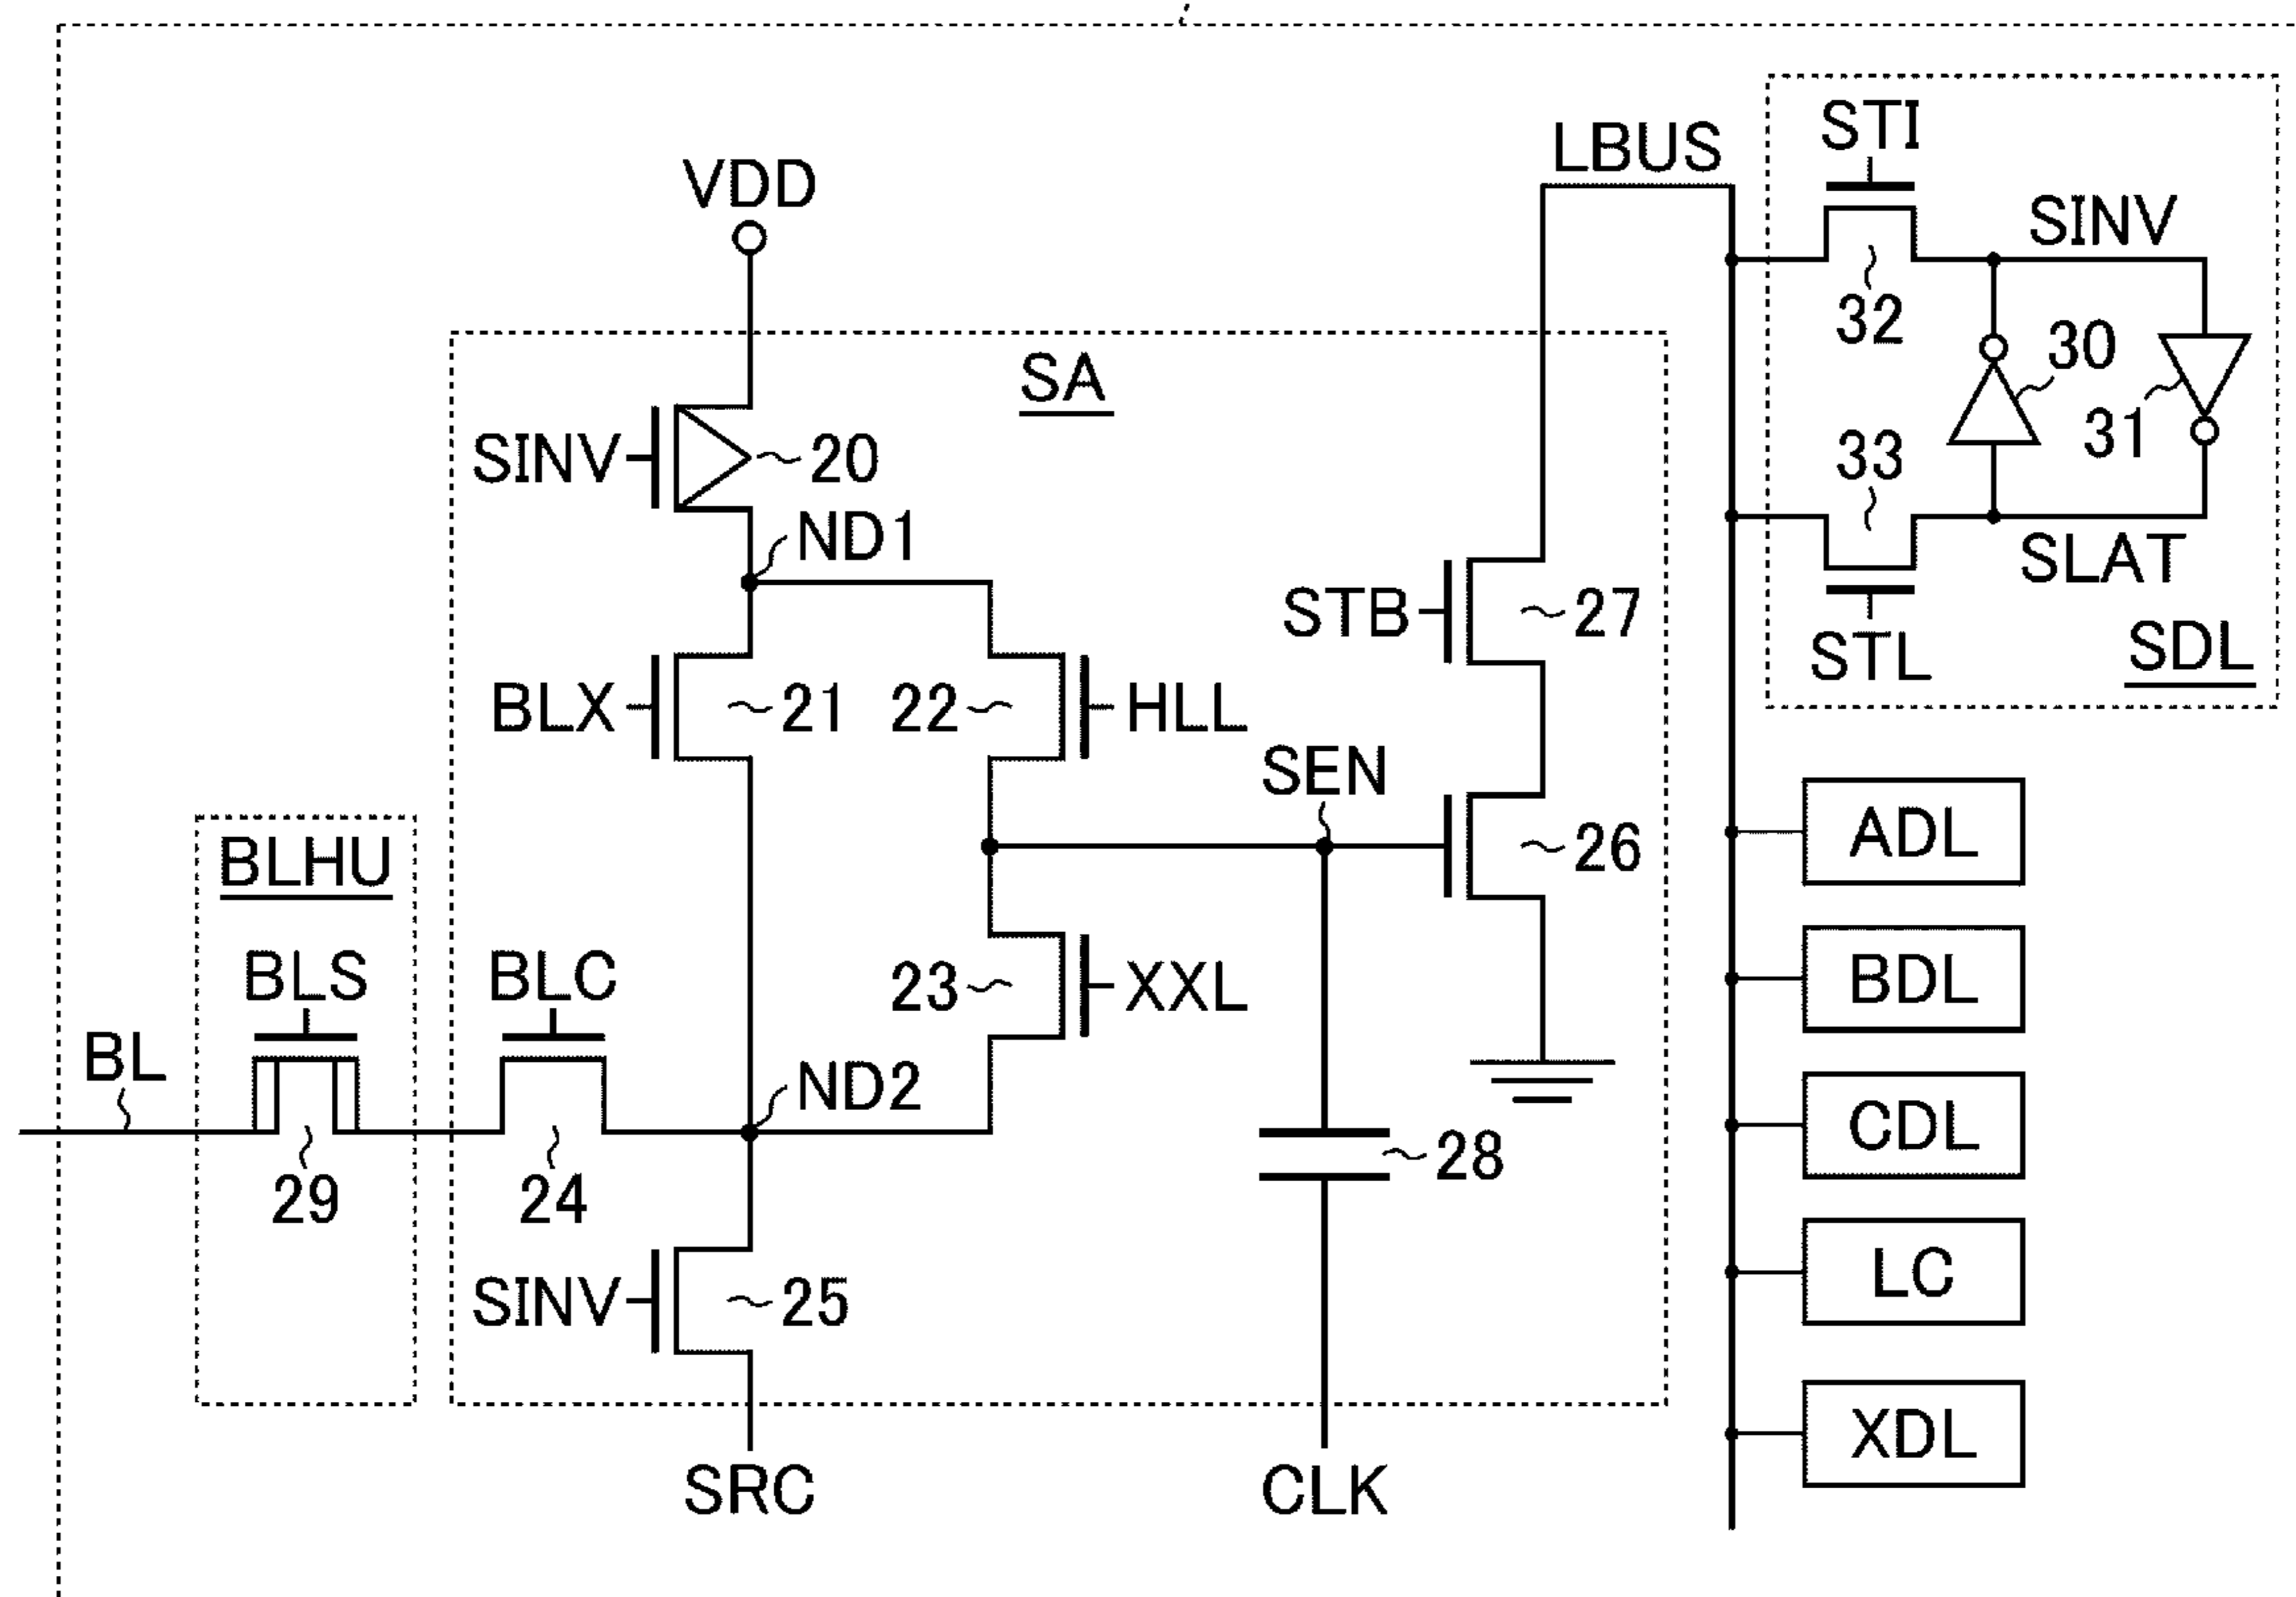 VDD
LBUS
STI
SINV
32
30
31
33
SLAT
STL
SDL
SA
SINV
20
ND1
BLX
21
22
HLL
STB
27
SEN
26
BLHU
BLS
BLC
23
XXL
BL
ND2
29
24
28
SINV
25
SRC
CLK
ADL
BDL
CDL
LC
XDL